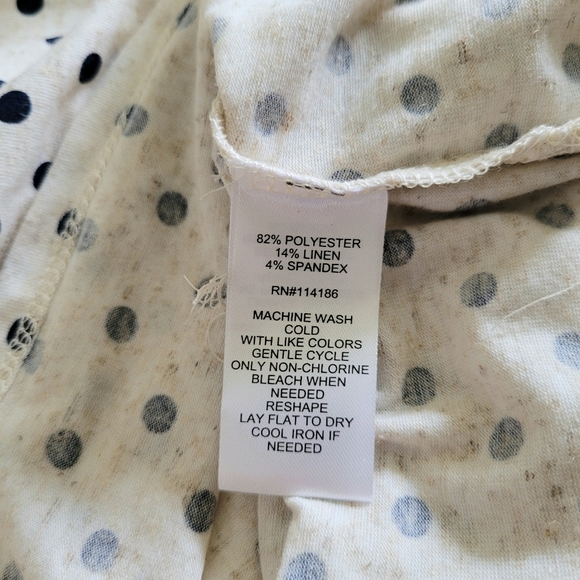 82% POLYESTER
14% LINEN
4% SPANDEX
RN#114186
MACHINE WASH
COLD
WITH LIKE COLORS
GENTLE CYCLE
ONLY NON-CHLORINE
BLEACH WHEN
NEEDED
RESHAPE
LAY FLAT TO DRY
COOL IRON IF
NEEDED